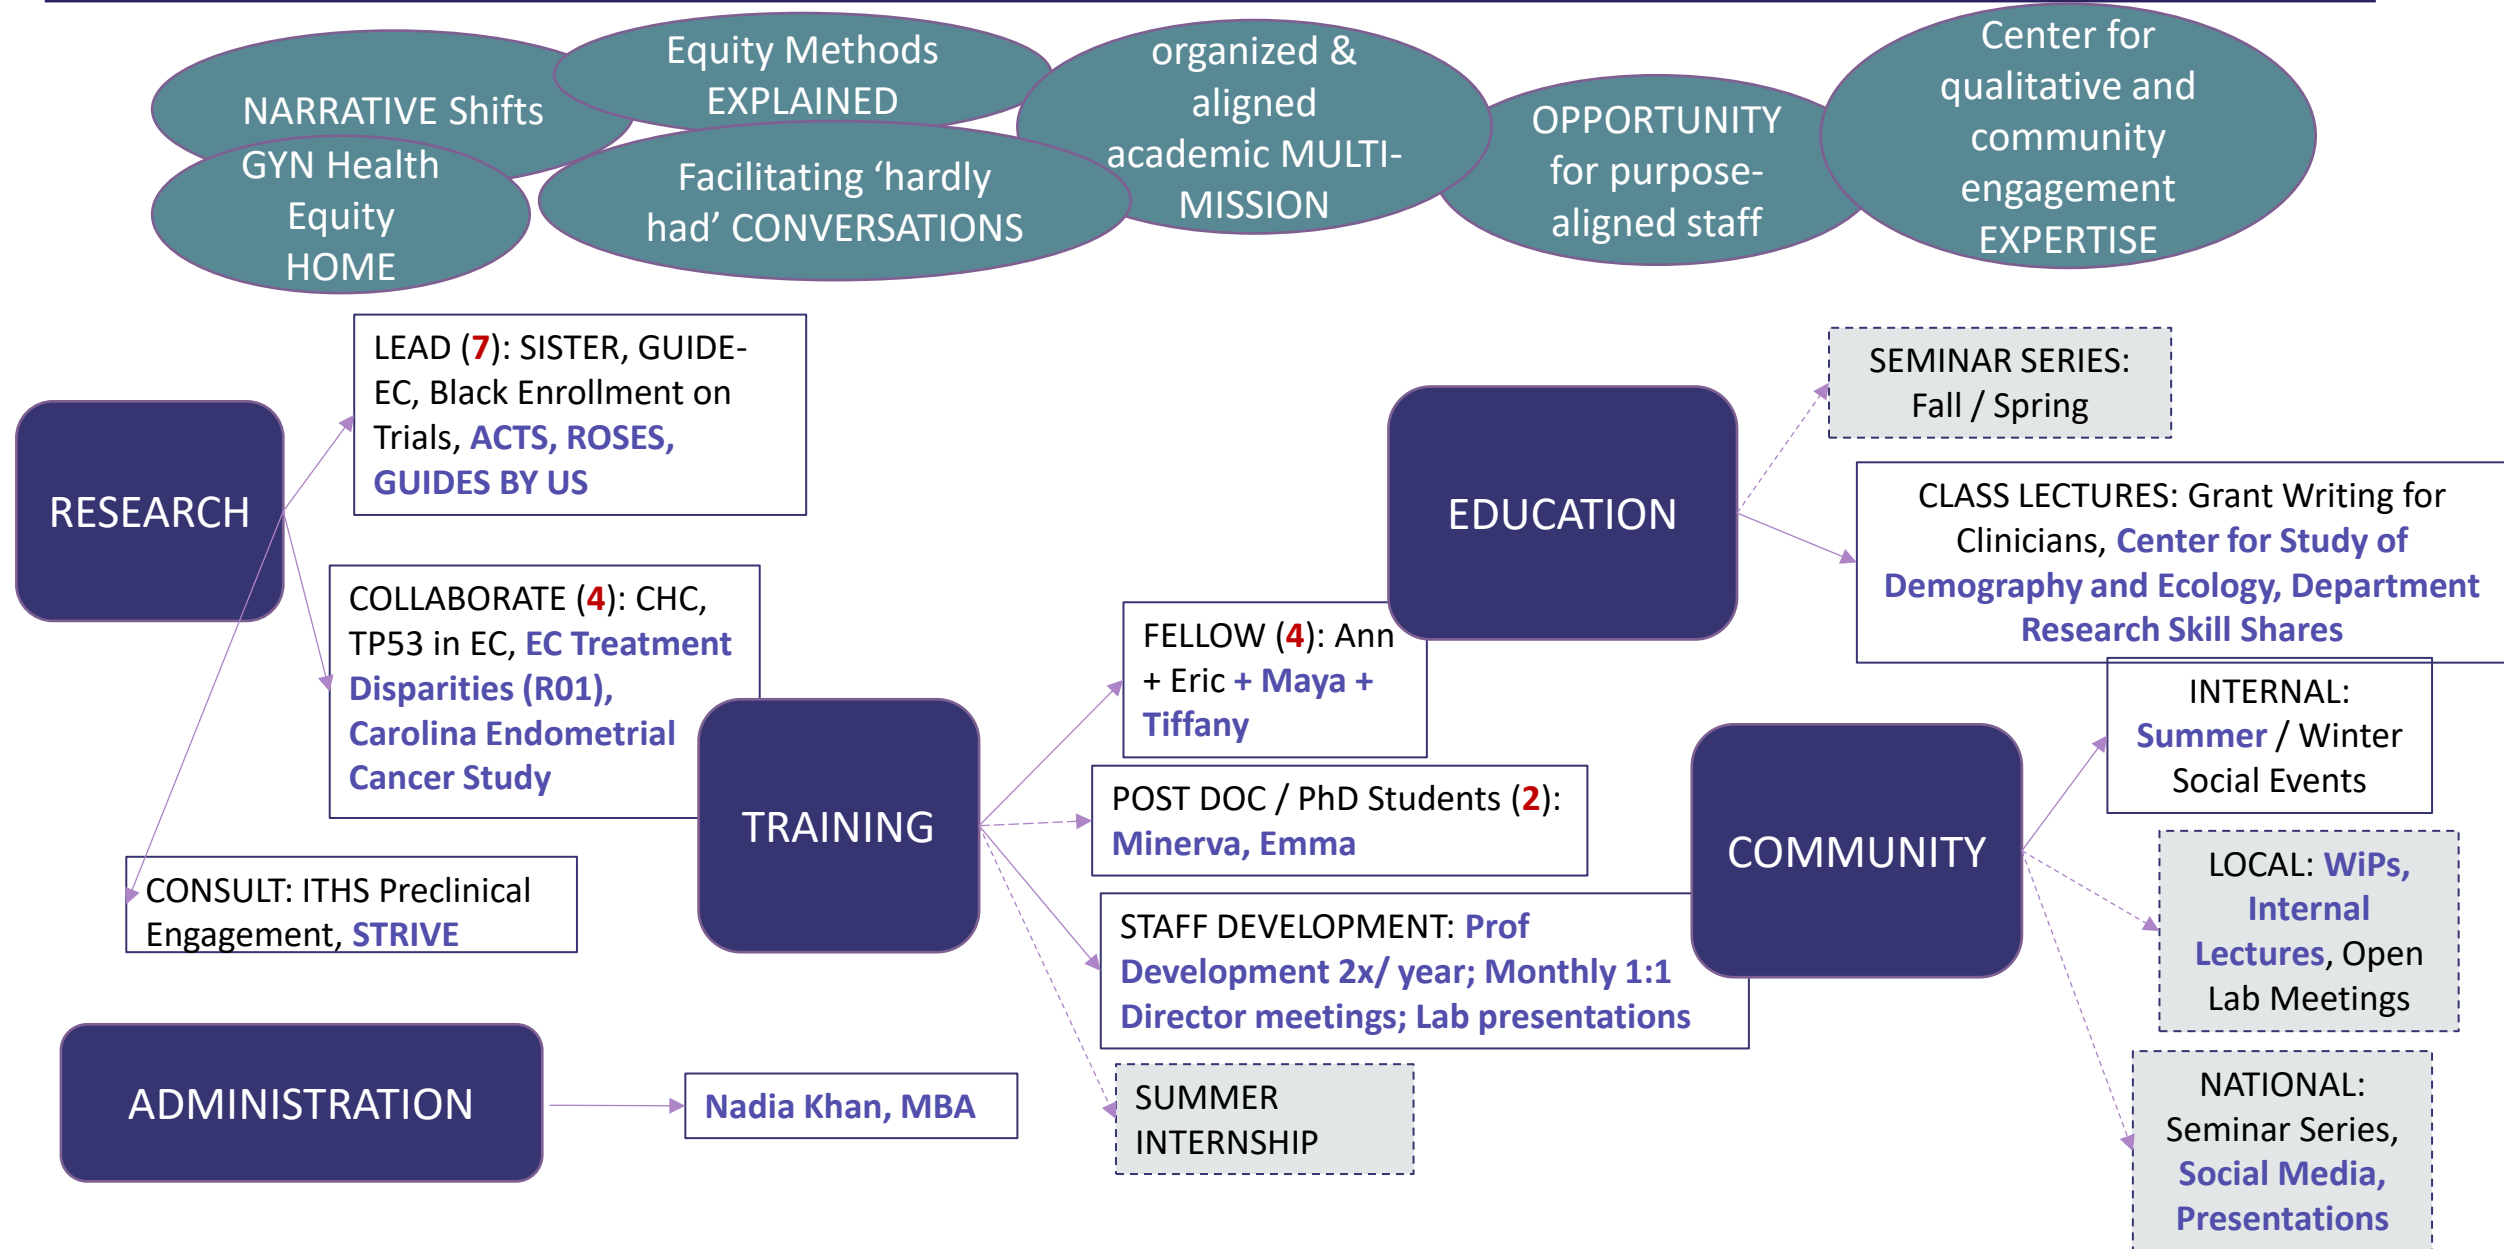 NARRATIVE Shifts
GYN Health
Equity
HOME
Equity Methods
EXPLAINED
Facilitating ‘hardly
had’ CONVERSATIONS
organized &
aligned
academic MULTI-
MISSION
OPPORTUNITY
for purpose-
aligned staff
Center for
qualitative and
community
engagement
EXPERTISE
RESEARCH
LEAD (7): SISTER, GUIDE-
EC, Black Enrollment on
Trials, ACTS, ROSES,
GUIDES BY US
COLLABORATE (4): CHC,
TP53 in EC, EC Treatment
Disparities (R01),
Carolina Endometrial
Cancer Study
CONSULT: ITHS Preclinical
Engagement, STRIVE
ADMINISTRATION
Nadia Khan, MBA
TRAINING
FELLOW (4): Ann
+ Eric + Maya +
Tiffany
POST DOC / PhD Students (2):
Minerva, Emma
STAFF DEVELOPMENT: Prof
Development 2x/ year; Monthly 1:1
Director meetings; Lab presentations
SUMMER
INTERNSHIP
EDUCATION
SEMINAR SERIES:
Fall / Spring
CLASS LECTURES: Grant Writing for
Clinicians, Center for Study of
Demography and Ecology, Department
Research Skill Shares
COMMUNITY
INTERNAL:
Summer / Winter
Social Events
LOCAL: WiPs,
Internal
Lectures, Open
Lab Meetings
NATIONAL:
Seminar Series,
Social Media,
Presentations